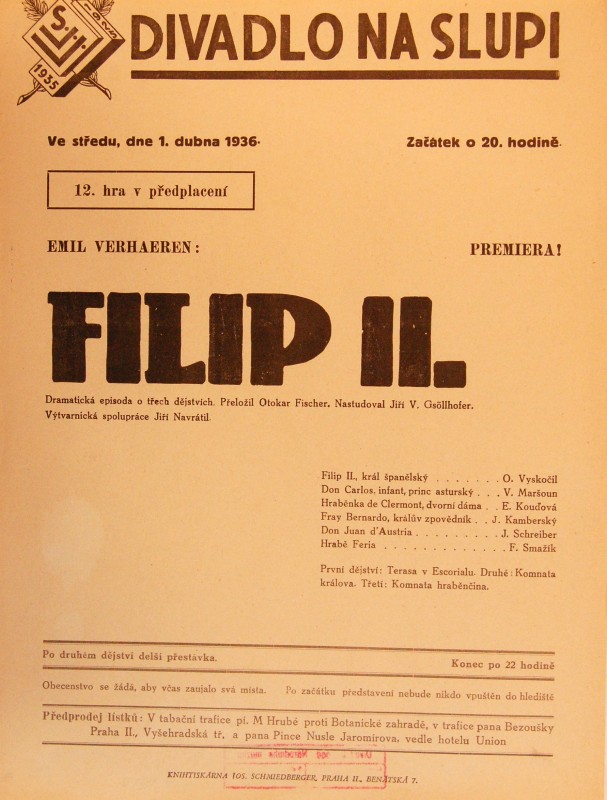 S.H.
1935
DIVADLO NA SLUPI
Ve středu, dne 1. dubna 1936· Začátek o 20. hodině.
12. hra v předplacení
EMIL VERHAEREN: PREMIERA!
FILIP II.
Dramatická episoda o třech dějstvích. Přeložil Otokar Fischer. Nastudoval Jiří V. Gsöllhofer.
Výtvarnická spolupráce Jiří Navrátil.
Filip II., král španělský . . . . . . . O. Vyskočil
Don Carlos, infant, princ asturský . . . V. Maršoun
Hraběnka de Clermont, dvorní dáma . . E. Kouďová
Fray Bernardo, králův zpovědník . . J. Kamberský
Don Juan d'Austria . . . . . . . . . J. Schreiber
Hrabě Feria . . . . . . . . . . . . . F. Smažík
První dějství: Terasa v Escorialu. Druhé: Komnata
králova. Třetí: Komnata hraběnčina.
Po druhém dějství delší přestávka. Konec po 22 hodině
Obecenstvo se žádá, aby včas zaujalo svá místa. Po začátku představení nebude nikdo vpuštěn do hlediště
Předprodej lístků: V tabační trafice pí. M Hrubé proti Botanické zahradě, v trafice pana Bezoušky
Praha II., Vyšehradská tř, a pana Pince Nusle Jaromírova, vedle hotelu Union
KNIHTISKÁRNA JOS. SCHMIEDBERGER, PRAHA II., BENÁTSKÁ 7.